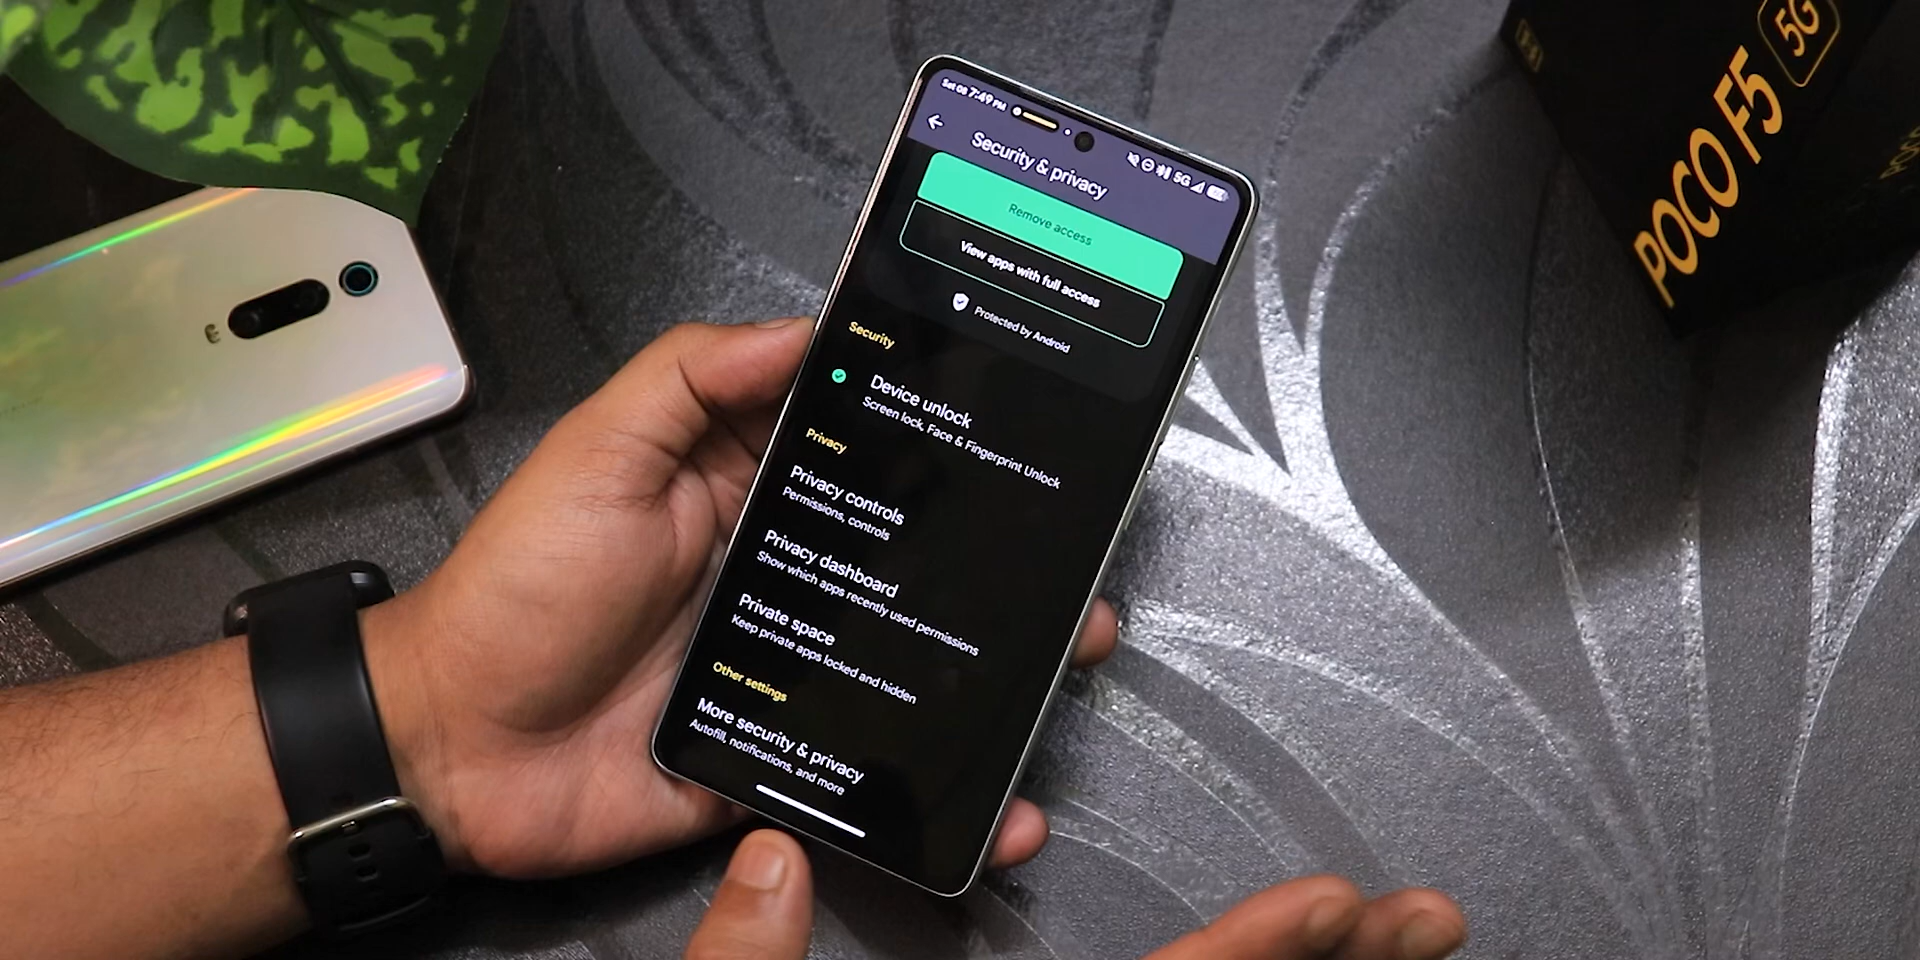 Sat 08 7:49 PM
5G
Security & privacy
Remove access
View apps with full access
Protected by Android
Security
Device unlock
Screen lock, Face & Fingerprint Unlock
Privacy
Privacy controls
Permissions, controls
Privacy dashboard
Show which apps recently used permissions
Private space
Keep private apps locked and hidden
Other settings
More security & privacy
Autofill, notifications, and more
POCO F5 5G